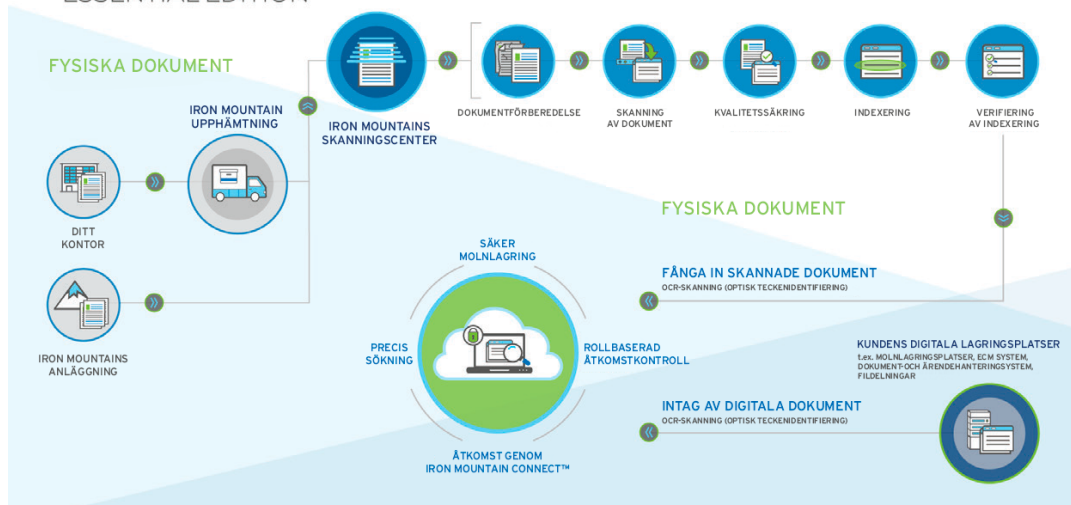 ESSENTIAL EDITION
FYSISKA DOKUMENT
IRON MOUNTAIN
UPPHÄMTNING
DITT
KONTOR
IRON MOUNTAINS
ANLÄGGNING
IRON MOUNTAINS
SKANNINGSCENTER
DOKUMENTFÖRBEREDELSE
SKANNING
AV DOKUMENT
KVALITETSSÄKRING
INDEXERING
VERIFIERING
AV INDEXERING
FYSISKA DOKUMENT
FÅNGA IN SKANNADE DOKUMENT
OCR-SKANNING (OPTISK TECKENIDENTIFIERING)
SÄKER
MOLNLAGRING
PRECIS
SÖKNING
ROLLBASERAD
ÅTKOMSTKONTROLL
ÅTKOMST GENOM
IRON MOUNTAIN CONNECT™
KUNDENS DIGITALA LAGRINGSPLATSER
t.ex. MOLNLAGRINGSPLATSER, ECM SYSTEM,
DOKUMENT-OCH ÄRENDEHANTERINGSYSTEM,
FILDELNINGAR
INTAG AV DIGITALA DOKUMENT
OCR-SKANNING (OPTISK TECKENIDENTIFIERING)